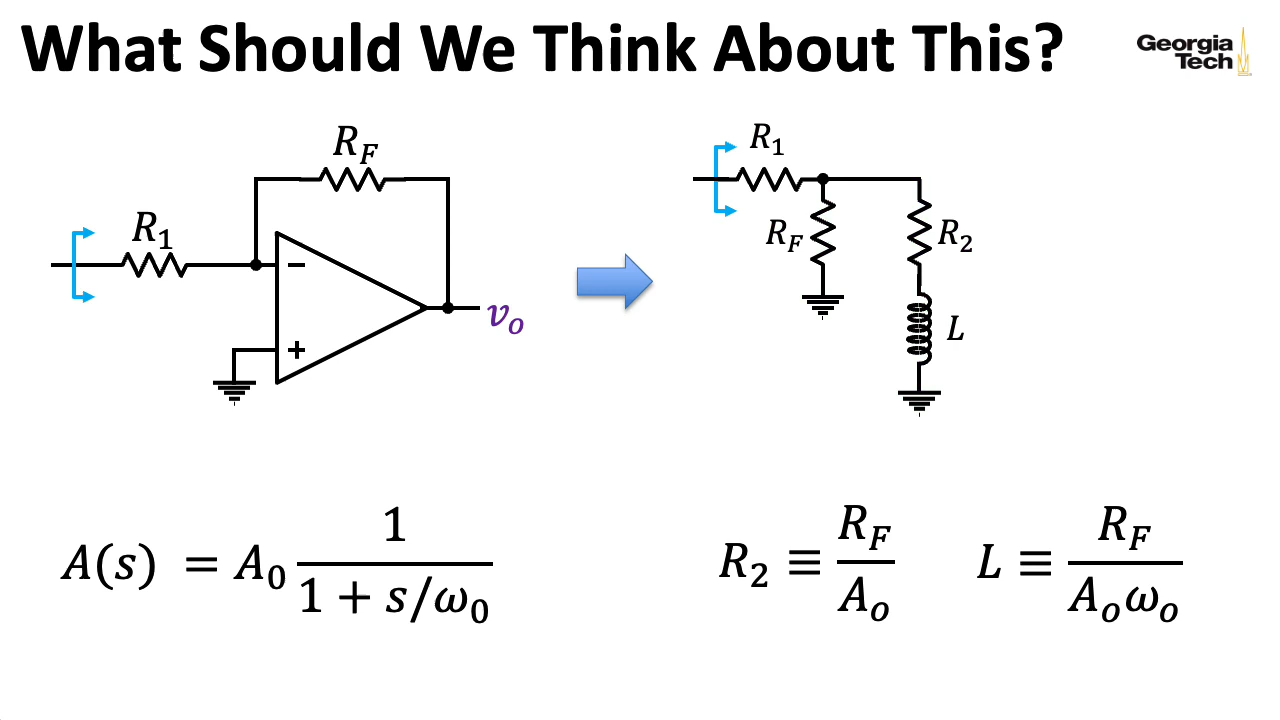 What Should We Think About This?
Georgia
Tech
R_F
R_1
−
+
v_o
R_1
R_F
R_2
L
A(s) = A_0 1/(1 + s/ω_0)
R_2 ≡ R_F/A_o
L ≡ R_F/(A_o ω_o)